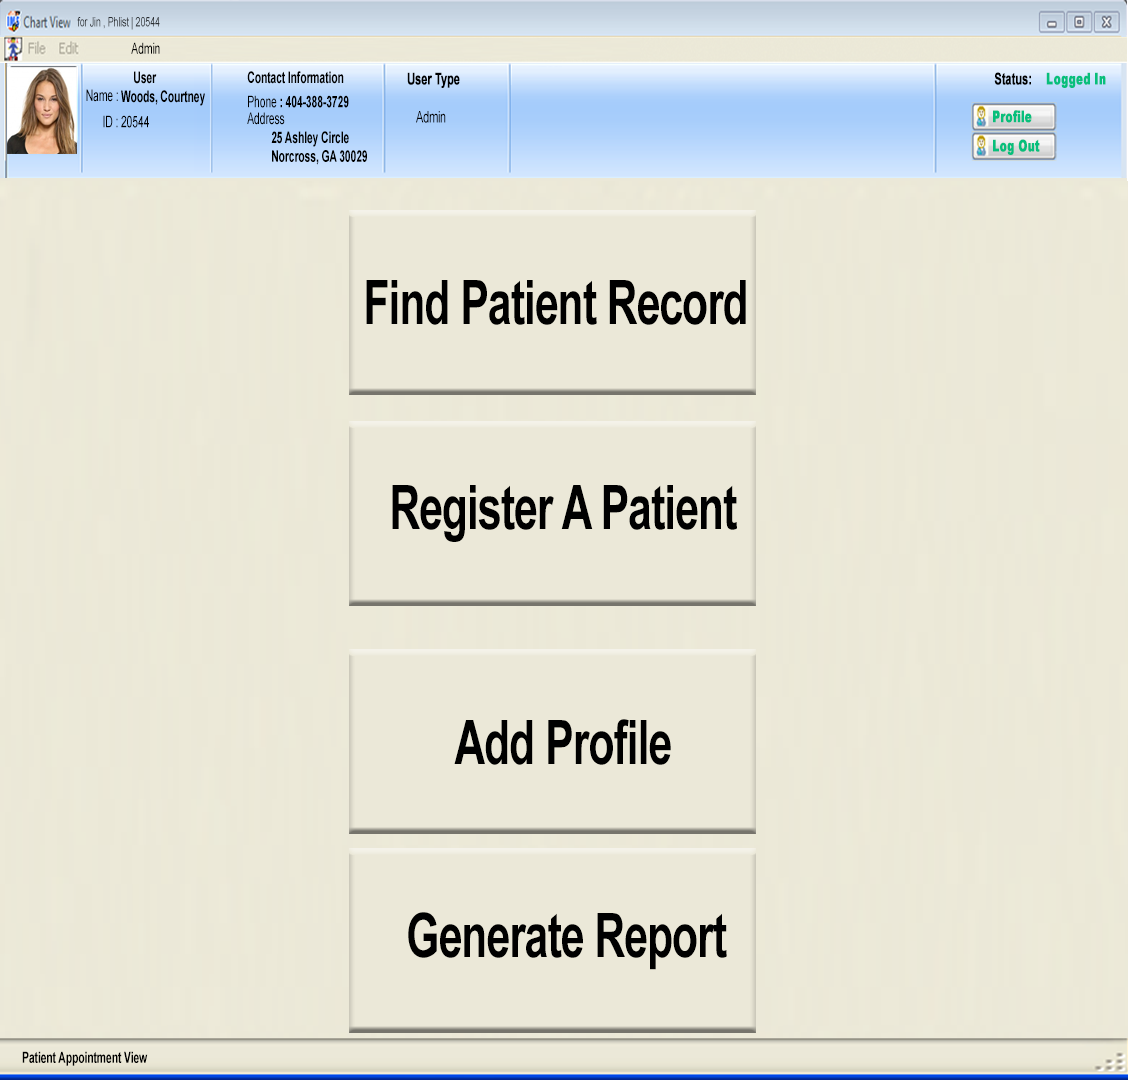 Chart View for Jin , Phlist | 20544
File Edit Admin
User
Name : Woods, Courtney
ID : 20544
Contact Information
Phone : 404-388-3729
Address
25 Ashley Circle
Norcross, GA 30029
User Type
Admin
Status: Logged In
Profile
Log Out
Find Patient Record
Register A Patient
Add Profile
Generate Report
Patient Appointment View